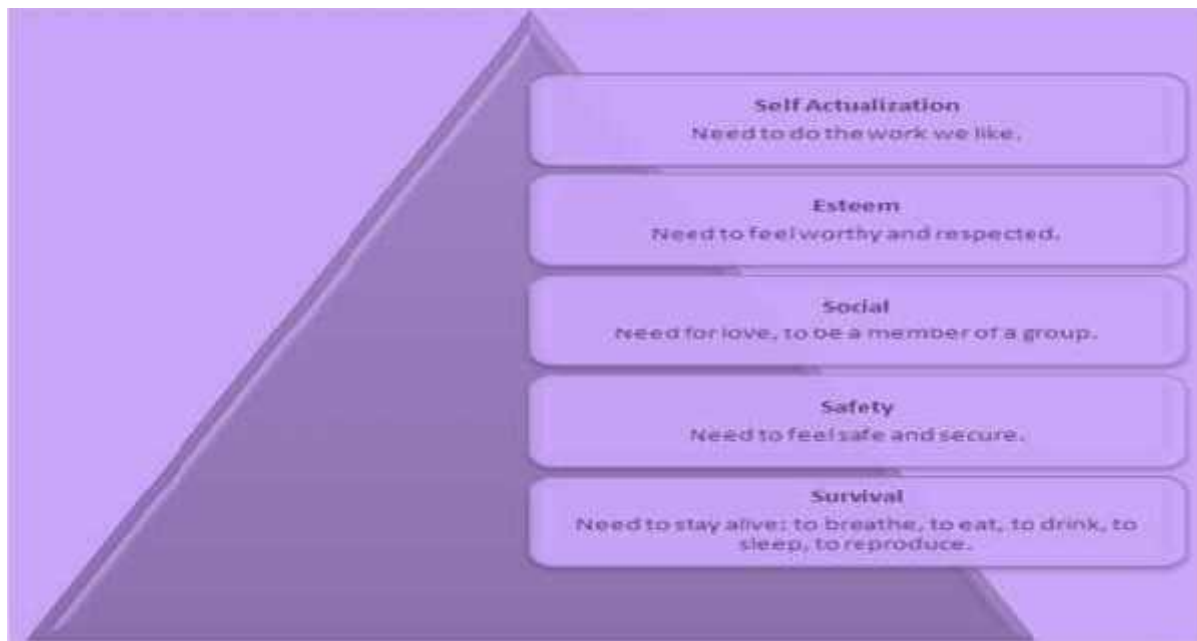 Self Actualization
Need to do the work we like.
Esteem
Need to feel worthy and respected.
Social
Need for love, to be a member of a group.
Safety
Need to feel safe and secure.
Survival
Need to stay alive: to breathe, to eat, to drink, to
sleep, to reproduce.